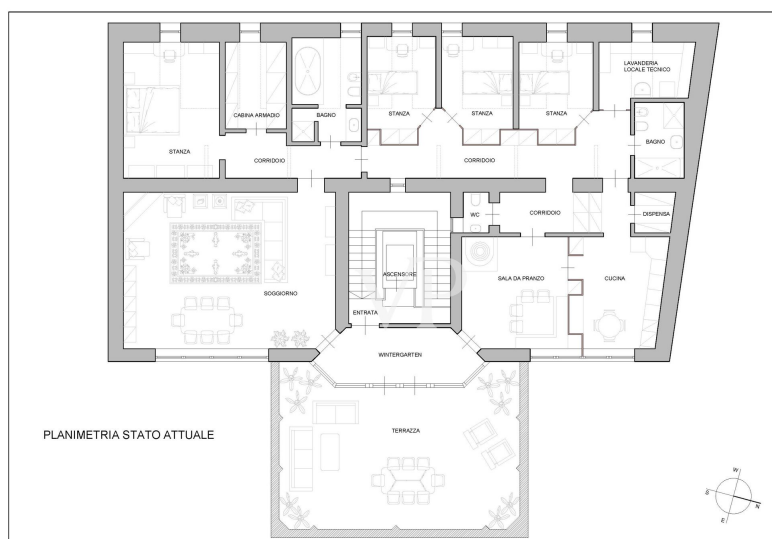 LAVANDERIA
LOCALE TECNICO
CABINA ARMADIO
BAGNO
STANZA
STANZA
STANZA
STANZA
BAGNO
CORRIDOIO
CORRIDOIO
WC
CORRIDOIO
DISPENSA
ASCENSORE
SALA DA PRANZO
CUCINA
SOGGIORNO
VP
ENTRATA
WINTERGARTEN
TERRAZZA
PLANIMETRIA STATO ATTUALE
W
S
N
E